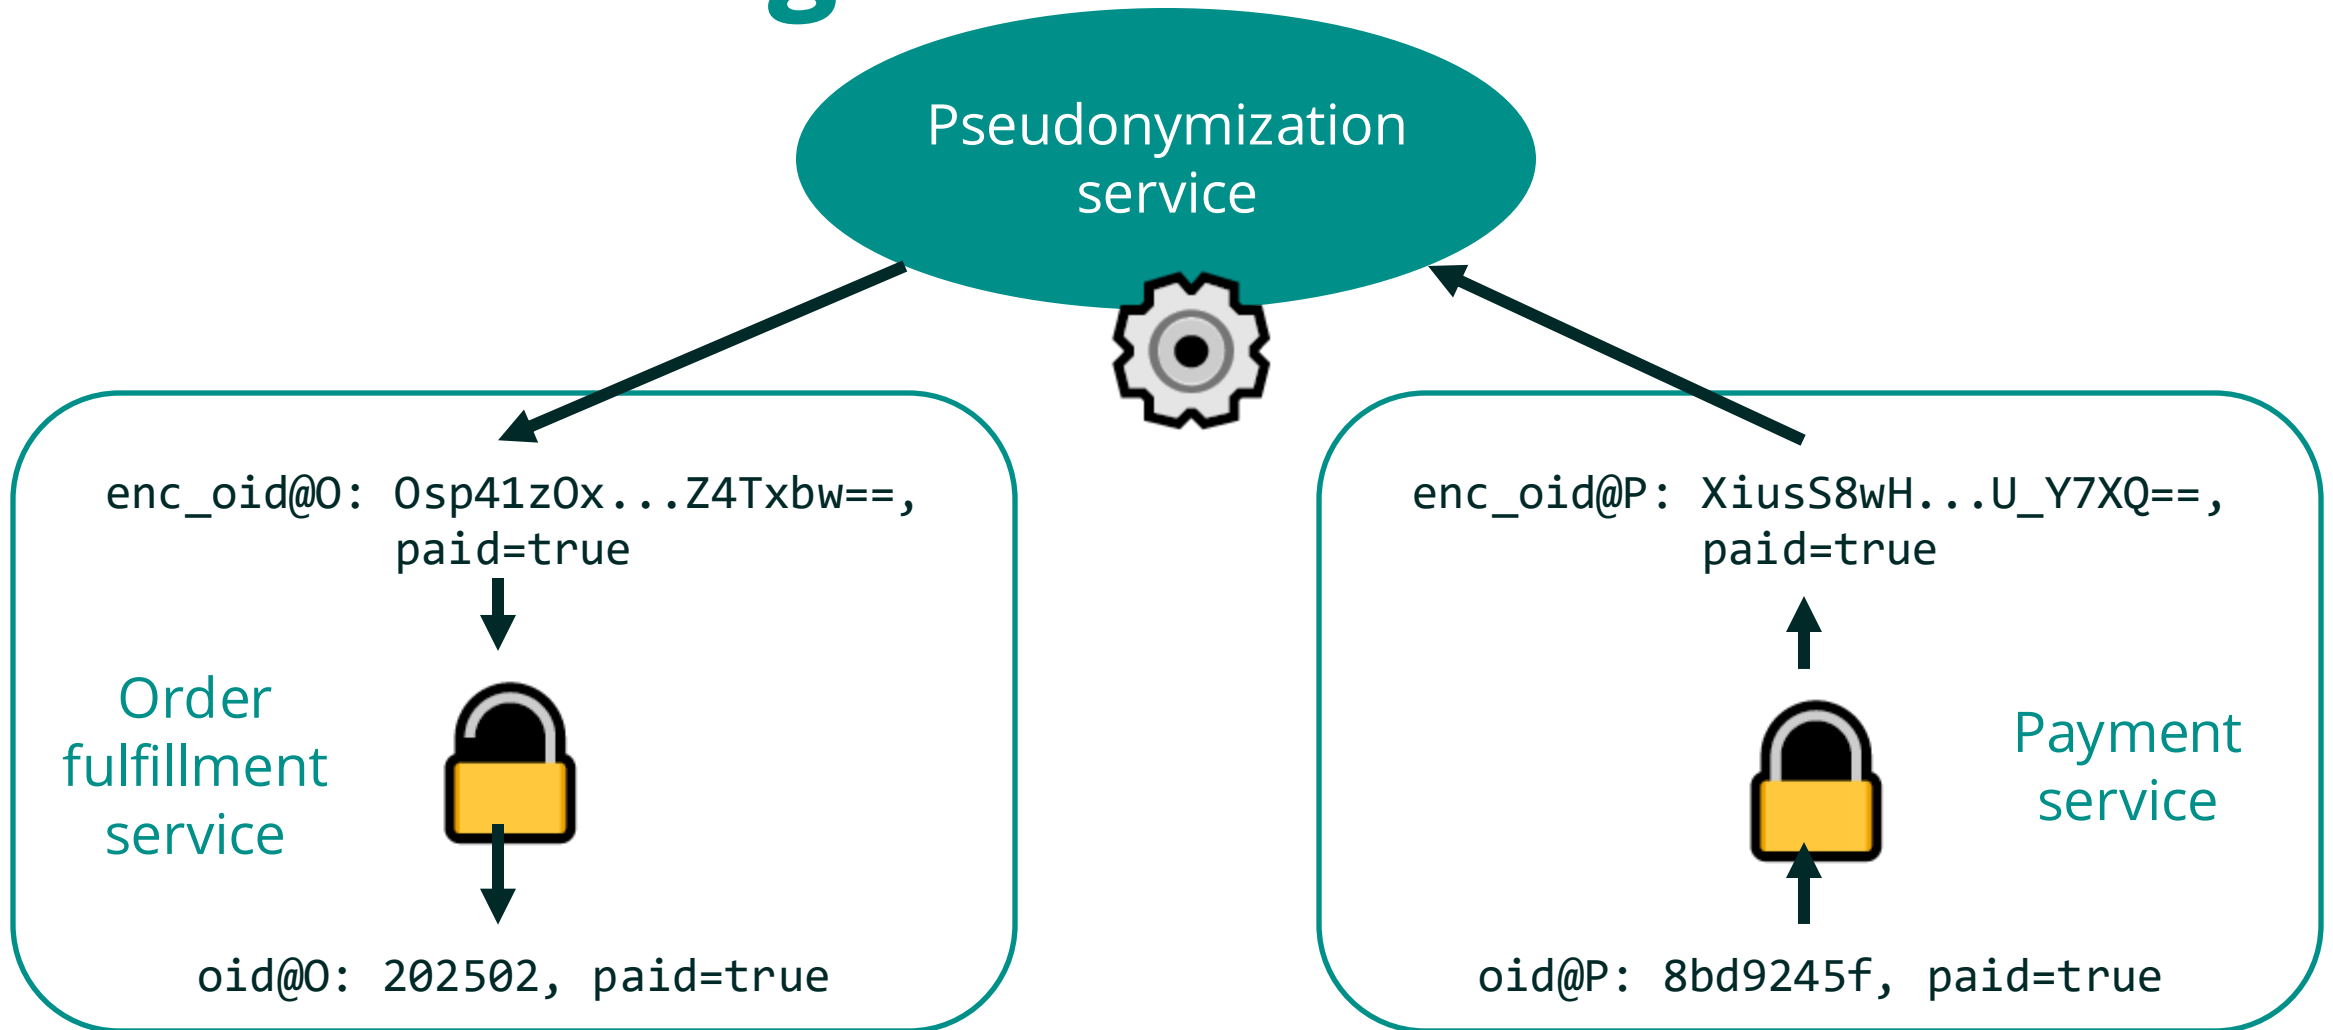 Pseudonymization
service
enc_oid@O: Osp41zOx...Z4Txbw==,
paid=true
Order
fulfillment
service
oid@O: 202502, paid=true
enc_oid@P: XiusS8wH...U_Y7XQ==,
paid=true
Payment
service
oid@P: 8bd9245f, paid=true